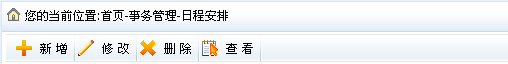 您的当前位置:首页-事务管理-日程安排
新 增 修 改 删 除 查 看